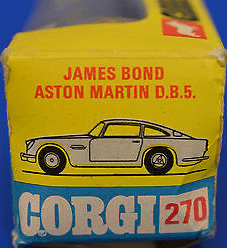 JAMES BOND
ASTON MARTIN D.B.5.
CORGI 270